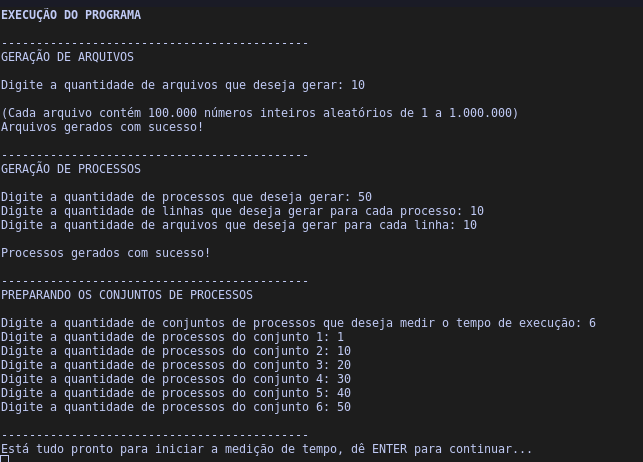 EXECUÇÃO DO PROGRAMA
--------------------------------------------
GERAÇÃO DE ARQUIVOS
Digite a quantidade de arquivos que deseja gerar: 10
(Cada arquivo contém 100.000 números inteiros aleatórios de 1 a 1.000.000)
Arquivos gerados com sucesso!
--------------------------------------------
GERAÇÃO DE PROCESSOS
Digite a quantidade de processos que deseja gerar: 50
Digite a quantidade de linhas que deseja gerar para cada processo: 10
Digite a quantidade de arquivos que deseja gerar para cada linha: 10
Processos gerados com sucesso!
--------------------------------------------
PREPARANDO OS CONJUNTOS DE PROCESSOS
Digite a quantidade de conjuntos de processos que deseja medir o tempo de execução: 6
Digite a quantidade de processos do conjunto 1: 1
Digite a quantidade de processos do conjunto 2: 10
Digite a quantidade de processos do conjunto 3: 20
Digite a quantidade de processos do conjunto 4: 30
Digite a quantidade de processos do conjunto 5: 40
Digite a quantidade de processos do conjunto 6: 50
--------------------------------------------
Está tudo pronto para iniciar a medição de tempo, dê ENTER para continuar...